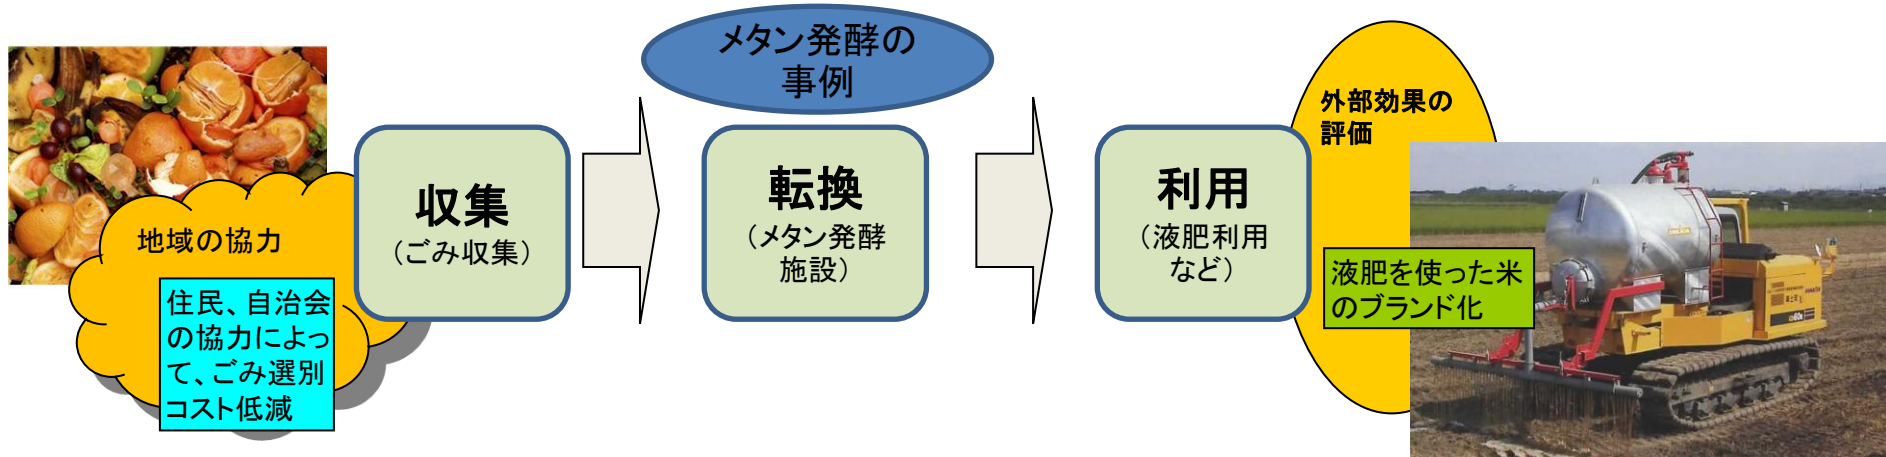 メタン発酵の
事例
地域の協力
住民、自治会
の協力によっ
て、ごみ選別
コスト低減
収集
（ごみ収集）
転換
（メタン発酵
施設）
利用
（液肥利用
など）
外部効果の
評価
液肥を使った米
のブランド化